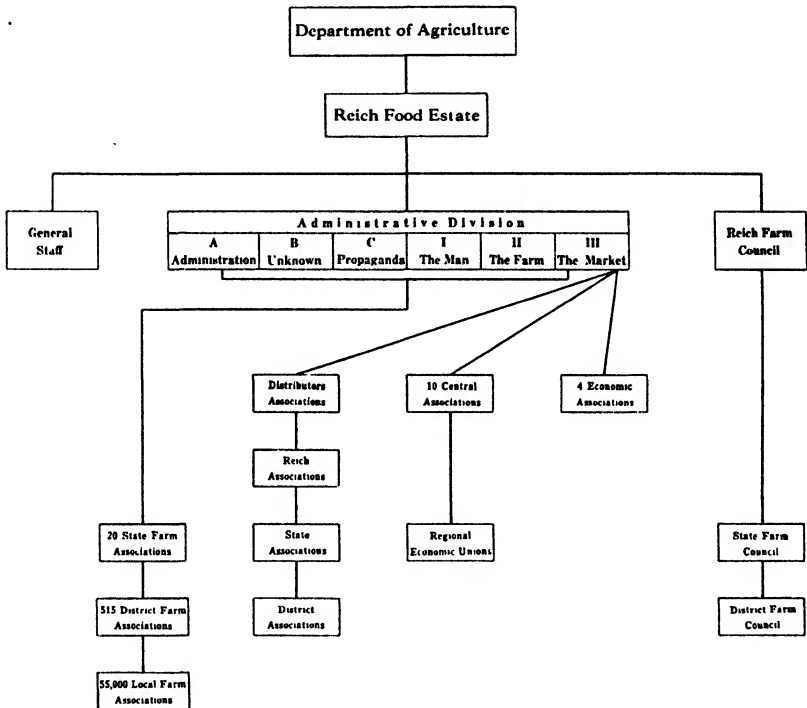 Department of Agriculture
Reich Food Estate
General
Staff
Administrative Division
A
Administration
B
Unknown
C
Propaganda
I
The Man
II
The Farm
III
The Market
Reich Farm
Council
Distributors
Associations
10 Central
Associations
4 Economic
Associations
Reich
Associations
20 State Farm
Associations
State
Associations
Regional
Economic Unions
State Farm
Council
515 District Farm
Associations
District
Associations
District Farm
Council
55,000 Local Farm
Associations